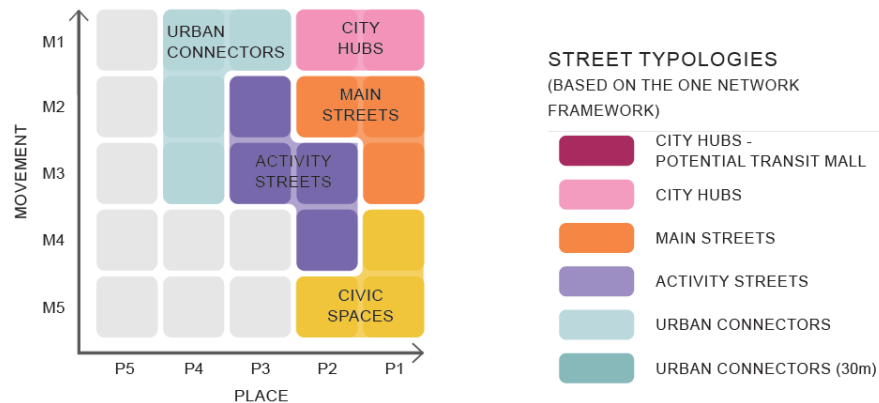 MOVEMENT
M1
M2
M3
M4
M5
URBAN
CONNECTORS
CITY
HUBS
MAIN
STREETS
ACTIVITY
STREETS
CIVIC
SPACES
P5
P4
P3
P2
P1
PLACE
STREET TYPOLOGIES
(BASED ON THE ONE NETWORK
FRAMEWORK)
CITY HUBS -
POTENTIAL TRANSIT MALL
CITY HUBS
MAIN STREETS
ACTIVITY STREETS
URBAN CONNECTORS
URBAN CONNECTORS (30m)